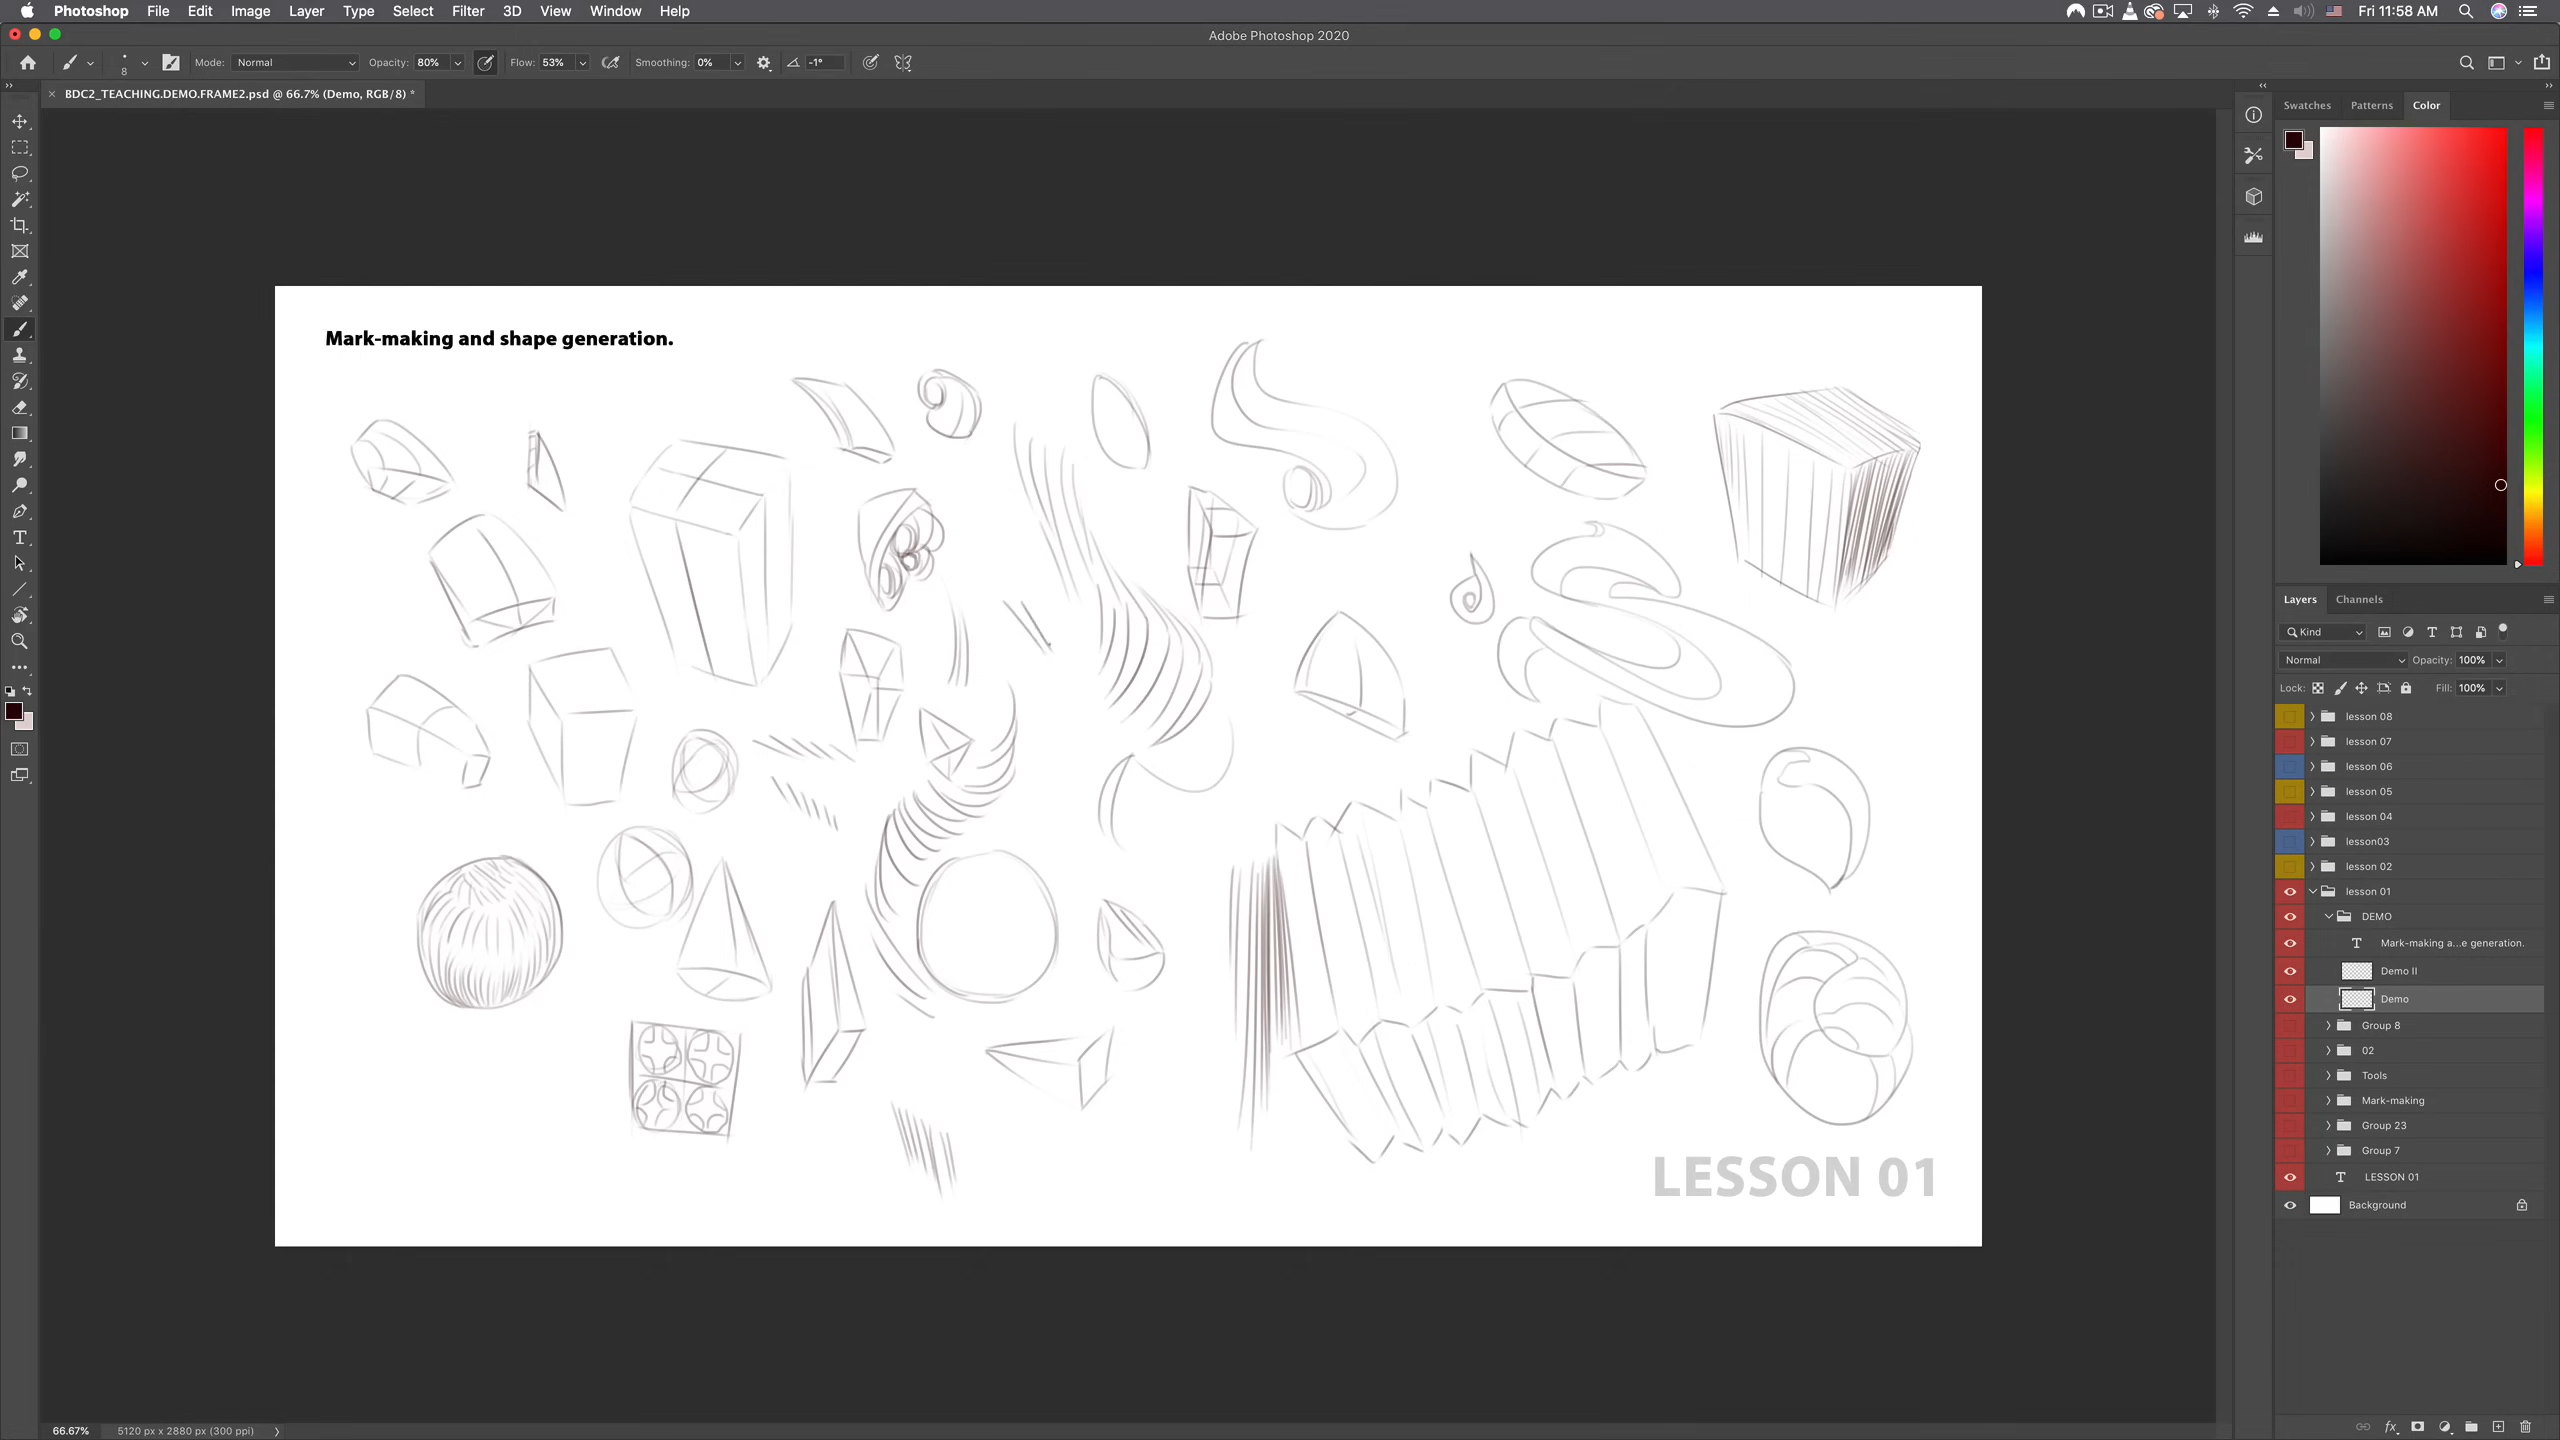 Photoshop File Edit Image Layer Type Select Filter 3D View Window Help Fri 11:58 AM
Adobe Photoshop 2020
8 Mode: Normal Opacity: 80% Flow: 53% Smoothing: 0% -1°
BDC2_TEACHING.DEMO.FRAME2.psd @ 66.7% (Demo, RGB/8) *
Swatches Patterns Color
Mark-making and shape generation.
LESSON 01
Layers Channels
Kind
Normal Opacity: 100%
Lock: Fill: 100%
lesson 08
lesson 07
lesson 06
lesson 05
lesson 04
lesson03
lesson 02
lesson 01
DEMO
Mark-making a...e generation.
Demo II
Demo
Group 8
02
Tools
Mark-making
Group 23
Group 7
LESSON 01
Background
66.67% 5120 px x 2880 px (300 ppi)